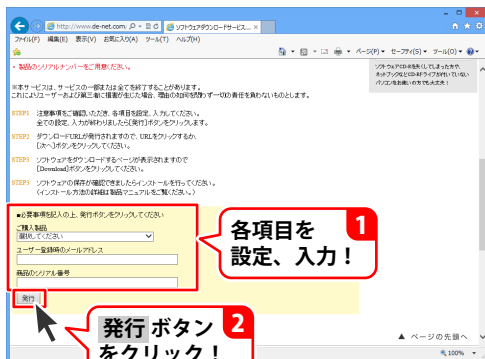 http://www.de-net.com/
ソフトウェアダウンロードサービス...
ファイル(F) 編集(E) 表示(V) お気に入り(A) ツール(T) ヘルプ(H)
ページ(P) セーフティ(S) ツール(O)
・製品のシリアルナンバーをご用意ください。
ソフトウェアCD-Rを失くしてしまった方や、
ネットブックなどCD-Rドライブが付いていない
パソコンをお使いの方でも大丈夫！
※本サービスは、サービスの一部または全てを終了することがあります。
これによりユーザーおよび第三者に損害が生じた場合、理由の如何を問わず一切の責任を負わないものとします。
STEP1 注意事項をご確認いただき、各項目を設定、入力してください。
全ての設定、入力が終わりましたら[発行]ボタンをクリックします。
STEP2 ダウンロードURLが発行されますので、URLをクリックするか、
[次へ]ボタンをクリックしてください。
STEP3 ソフトウェアをダウンロードするページが表示されますので
[Download]ボタンをクリックしてください。
STEP3 ソフトウェアの保存が確認できましたらインストールを行ってください。
(インストール方法の詳細は製品マニュアルをご覧ください。)
■必要事項を記入の上、発行ボタンをクリックしてください
ご購入製品
選択してください
ユーザー登録時のメールアドレス
商品のシリアル番号
発行
各項目を
設定、入力！
1
発行 ボタン
をクリック！
2
▲ ページの先頭へ
100%